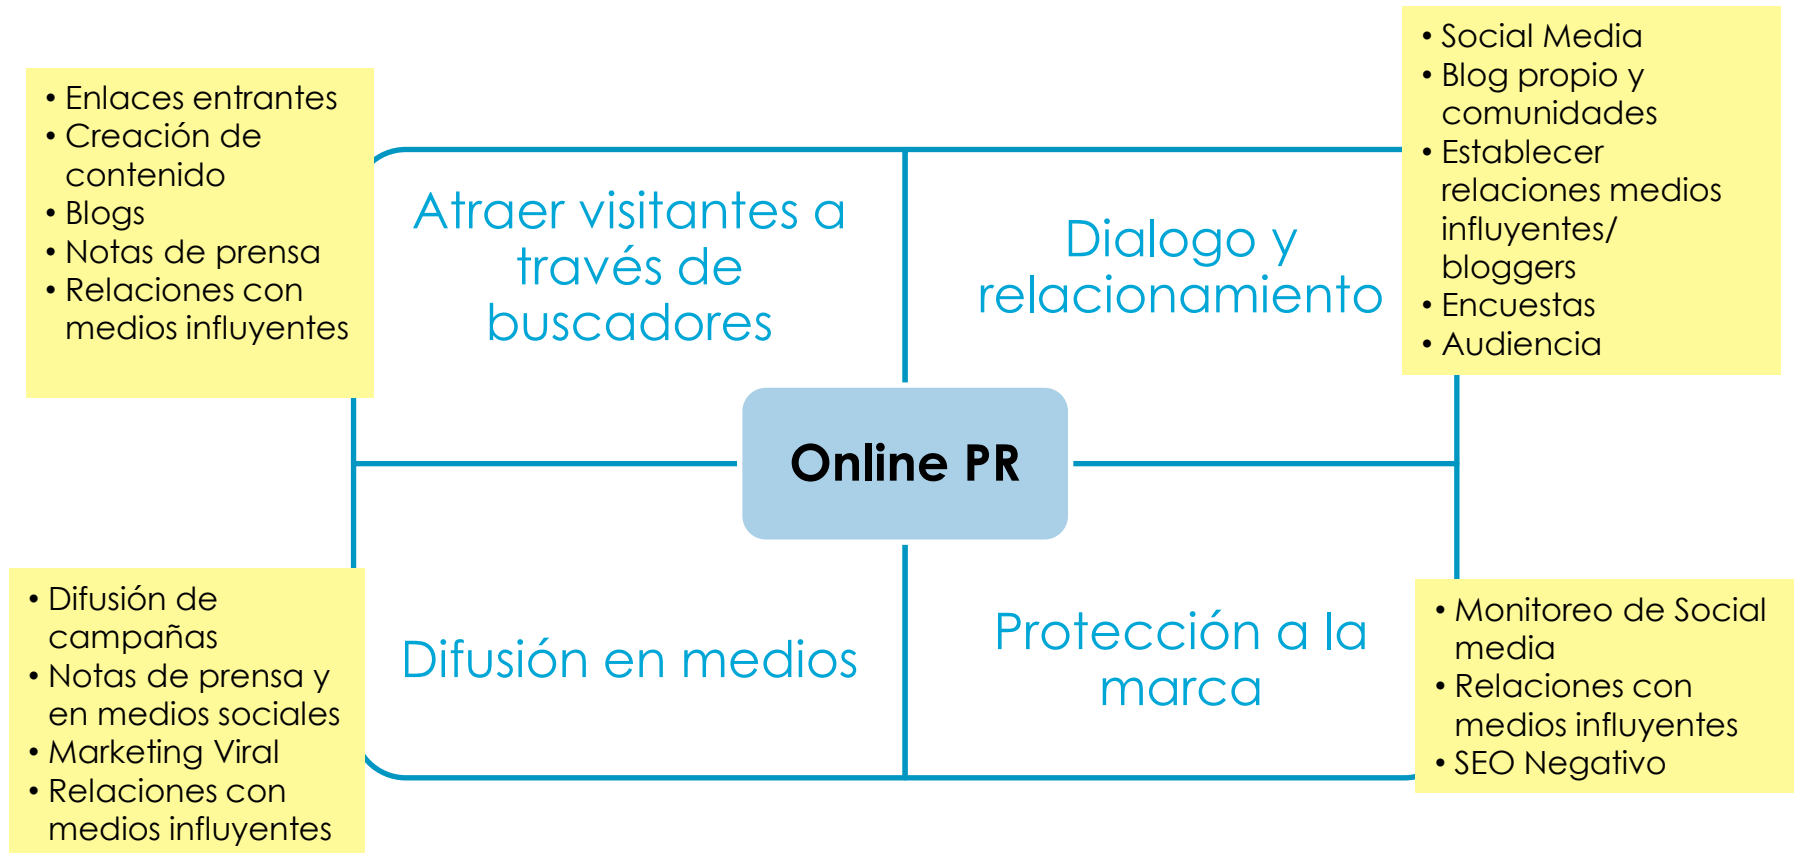 • Enlaces entrantes
• Creación de
contenido
• Blogs
• Notas de prensa
• Relaciones con
medios influyentes
Atraer visitantes a
través de
buscadores
Dialogo y
relacionamiento
• Social Media
• Blog propio y
comunidades
• Establecer
relaciones medios
influyentes/
bloggers
• Encuestas
• Audiencia
Online PR
• Difusión de
campañas
• Notas de prensa y
en medios sociales
• Marketing Viral
• Relaciones con
medios influyentes
Difusión en medios
Protección a la
marca
• Monitoreo de Social
media
• Relaciones con
medios influyentes
• SEO Negativo